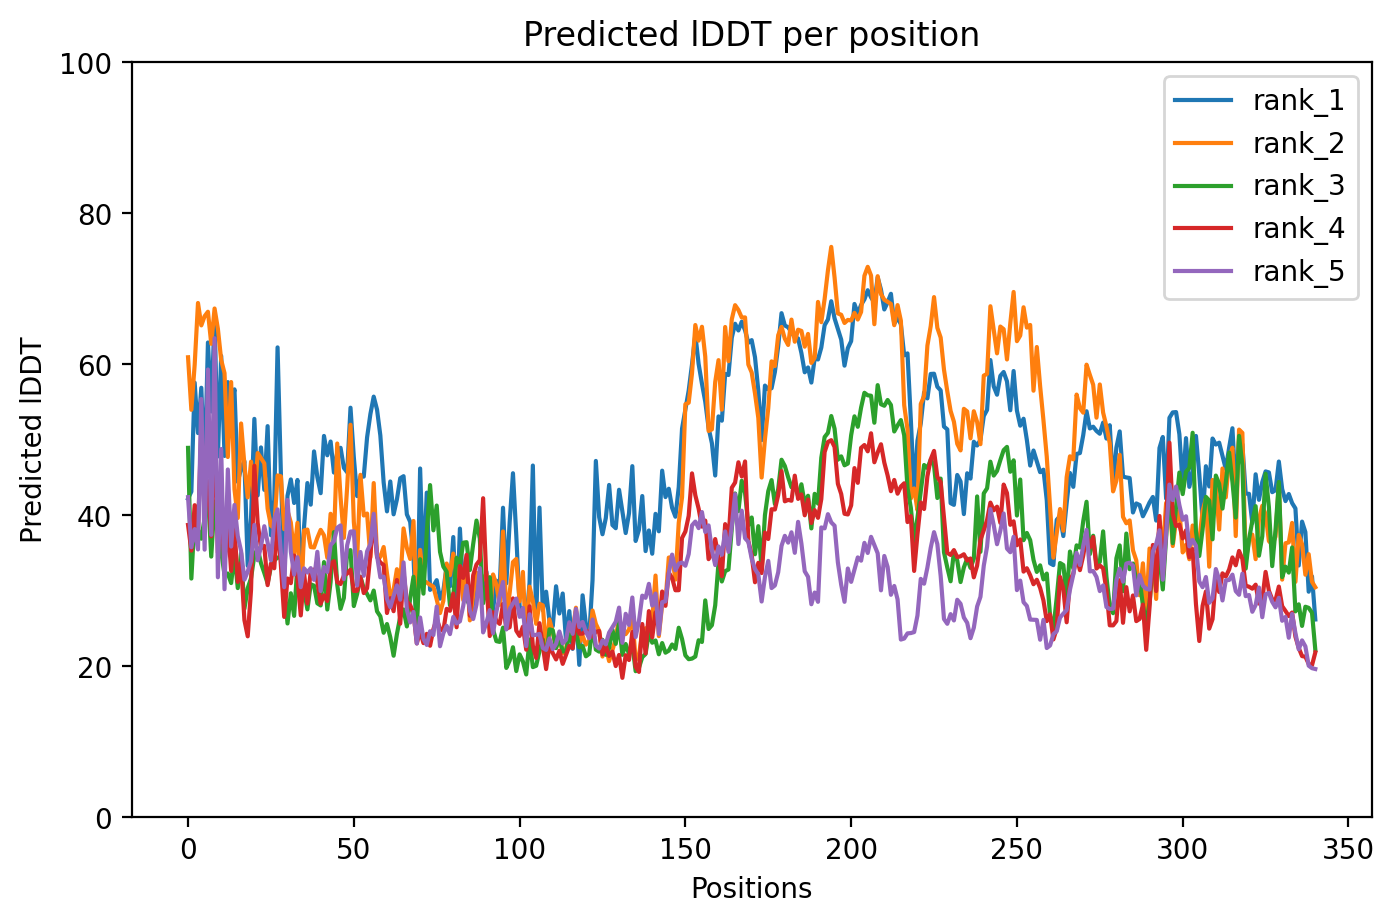 Predicted lDDT per position
100
80
60
40
20
0
Predicted lDDT
rank_1
rank_2
rank_3
rank_4
rank_5
0 50 100 150 200 250 300 350
Positions